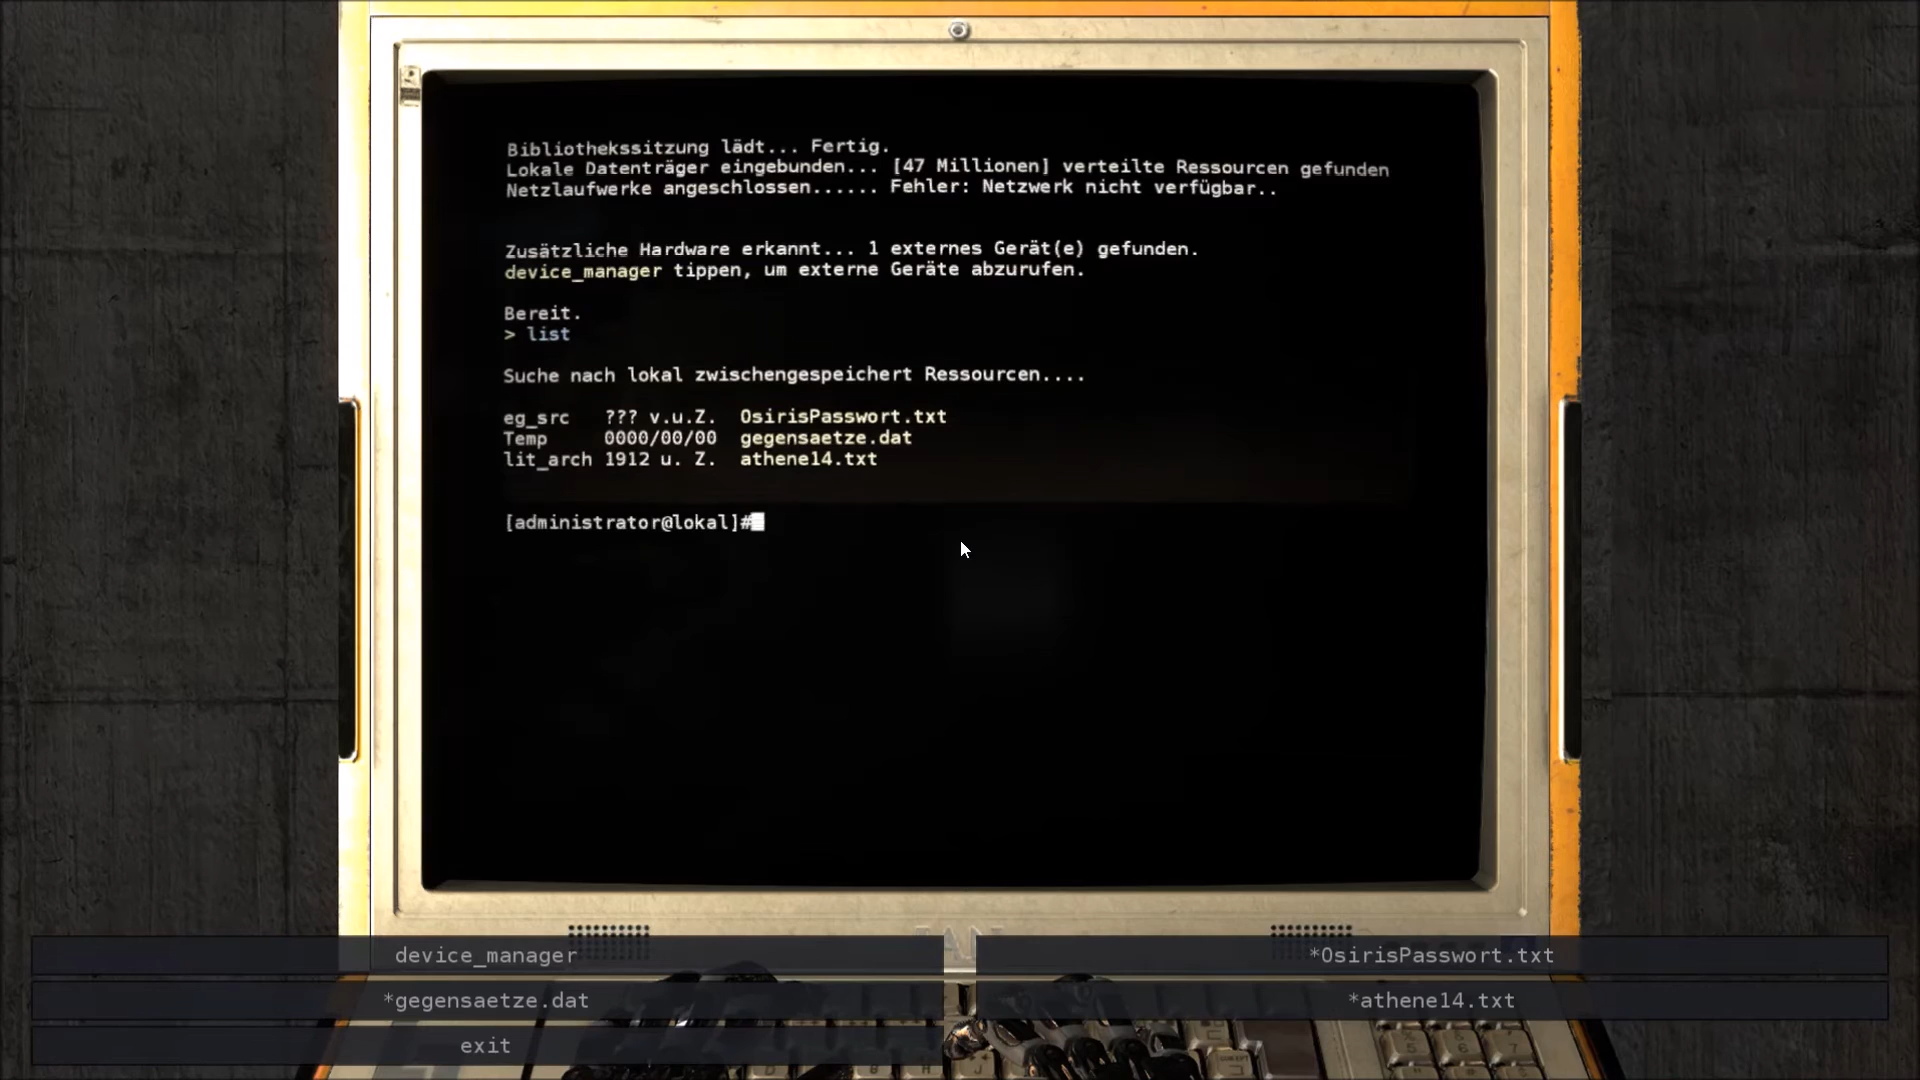 Bibliothekssitzung lädt... Fertig.
Lokale Datenträger eingebunden... [47 Millionen] verteilte Ressourcen gefunden
Netzlaufwerke angeschlossen...... Fehler: Netzwerk nicht verfügbar..
Zusätzliche Hardware erkannt... 1 externes Gerät(e) gefunden.
device_manager tippen, um externe Geräte abzurufen.
Bereit.
> list
Suche nach lokal zwischengespeichert Ressourcen....
eg_src ??? v.u.Z. OsirisPasswort.txt
Temp 0000/00/00 gegensaetze.dat
lit_arch 1912 u. Z. athene14.txt
[administrator@lokal]#
device_manager
*OsirisPasswort.txt
*gegensaetze.dat
*athene14.txt
exit